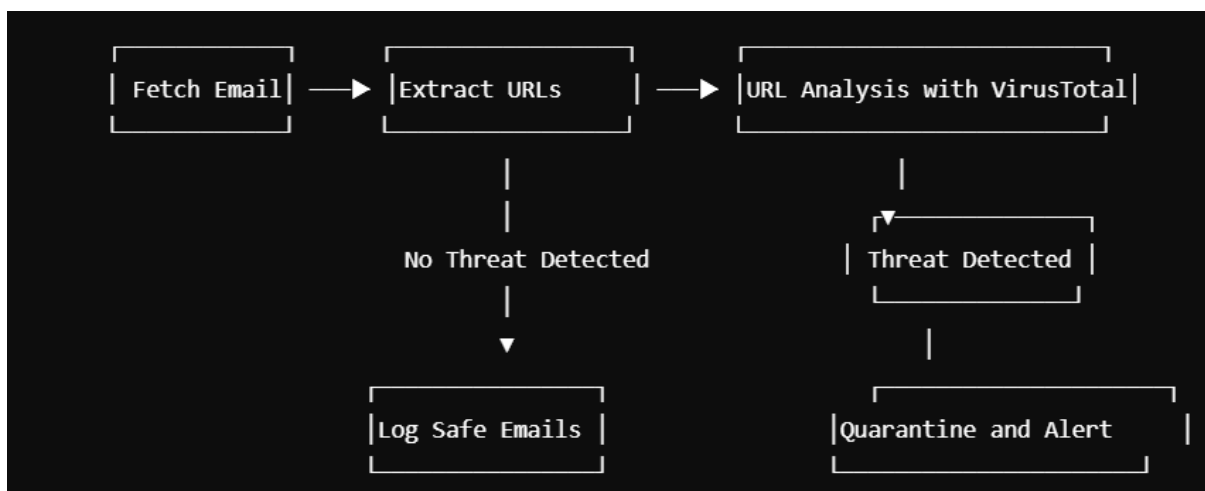 Fetch Email
Extract URLs
URL Analysis with VirusTotal
No Threat Detected
Threat Detected
Log Safe Emails
Quarantine and Alert